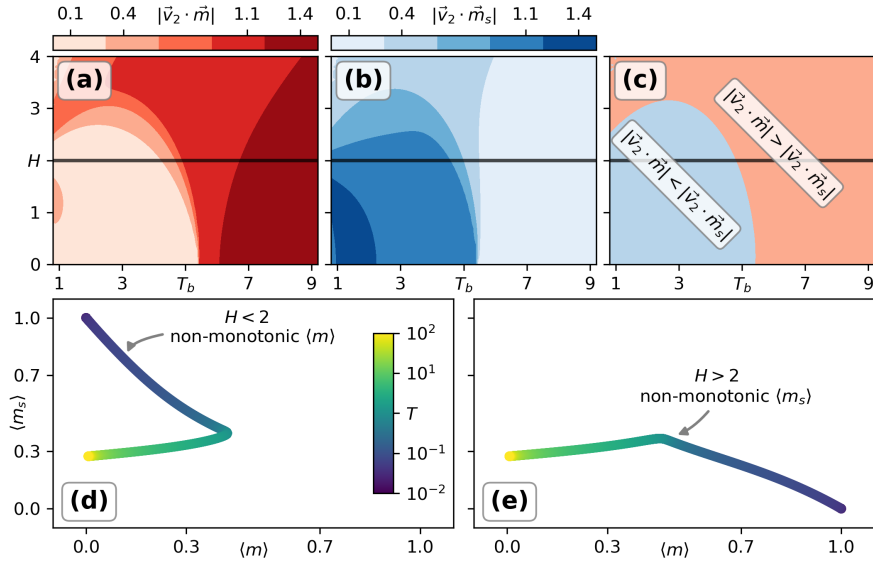 0.1 0.4 |v⃗₂ · m⃗| 1.1 1.4
0.1 0.4 |v⃗₂ · m⃗ₛ| 1.1 1.4
4
3
H
1
0
(a)
(b)
(c)
|v⃗₂ · m⃗| < |v⃗₂ · m⃗ₛ|
|v⃗₂ · m⃗| > |v⃗₂ · m⃗ₛ|
1 3 T_b 7 9
1 3 T_b 7 9
1 3 T_b 7 9
1.0
0.7
⟨mₛ⟩
0.3
0.0
H < 2
non-monotonic ⟨m⟩
10²
10¹
T
10⁻¹
10⁻²
(d)
0.0 0.3 ⟨m⟩ 0.7 1.0
H > 2
non-monotonic ⟨mₛ⟩
(e)
0.0 0.3 ⟨m⟩ 0.7 1.0